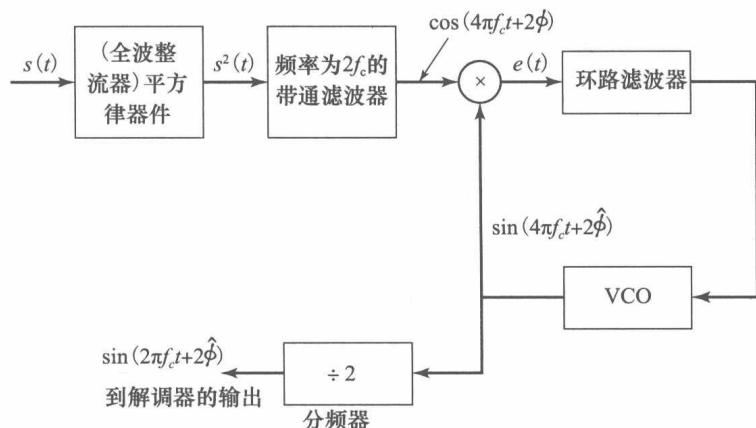 cos(4πf_ct+2ϕ)
s(t)
(全波整
流器)平方
律器件
s²(t)
频率为2f_c的
带通滤波器
×
e(t)
环路滤波器
sin(4πf_ct+2ϕ̂)
VCO
sin(2πf_ct+2ϕ̂)
到解调器的输出
÷2
分频器